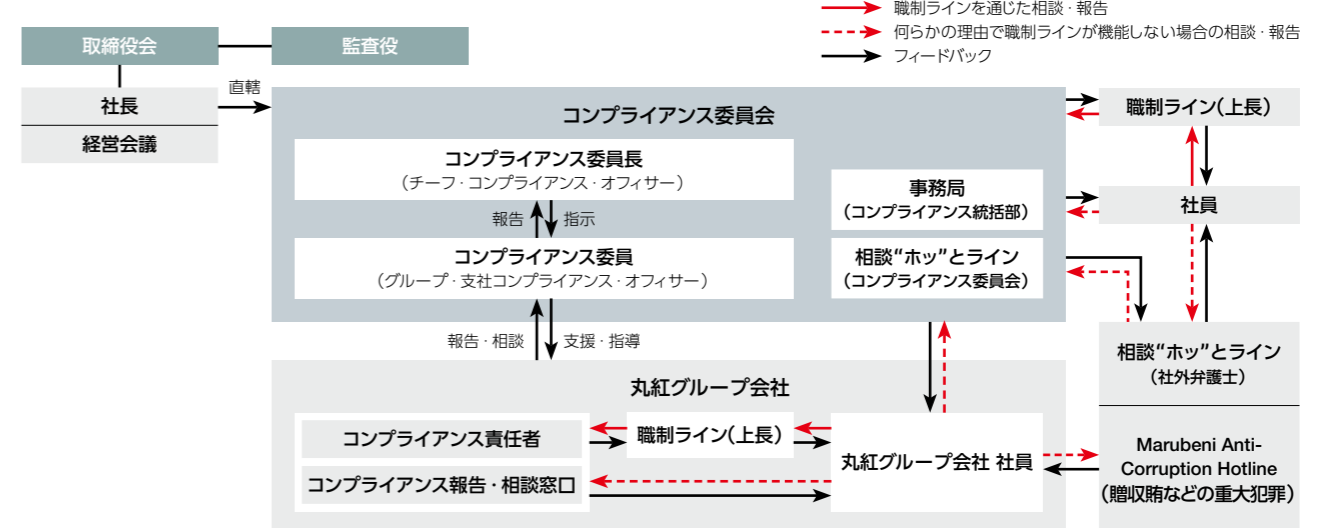 職制ラインを通じた相談・報告
何らかの理由で職制ラインが機能しない場合の相談・報告
フィードバック
取締役会
監査役
社長
経営会議
直轄
コンプライアンス委員会
コンプライアンス委員長
（チーフ・コンプライアンス・オフィサー）
報告
指示
コンプライアンス委員
（グループ・支社コンプライアンス・オフィサー）
事務局
（コンプライアンス統括部）
相談“ホッ”とライン
（コンプライアンス委員会）
職制ライン（上長）
社員
報告・相談
支援・指導
相談“ホッ”とライン
（社外弁護士）
Marubeni Anti-
Corruption Hotline
（贈収賄などの重大犯罪）
丸紅グループ会社
コンプライアンス責任者
職制ライン（上長）
コンプライアンス報告・相談窓口
丸紅グループ会社 社員